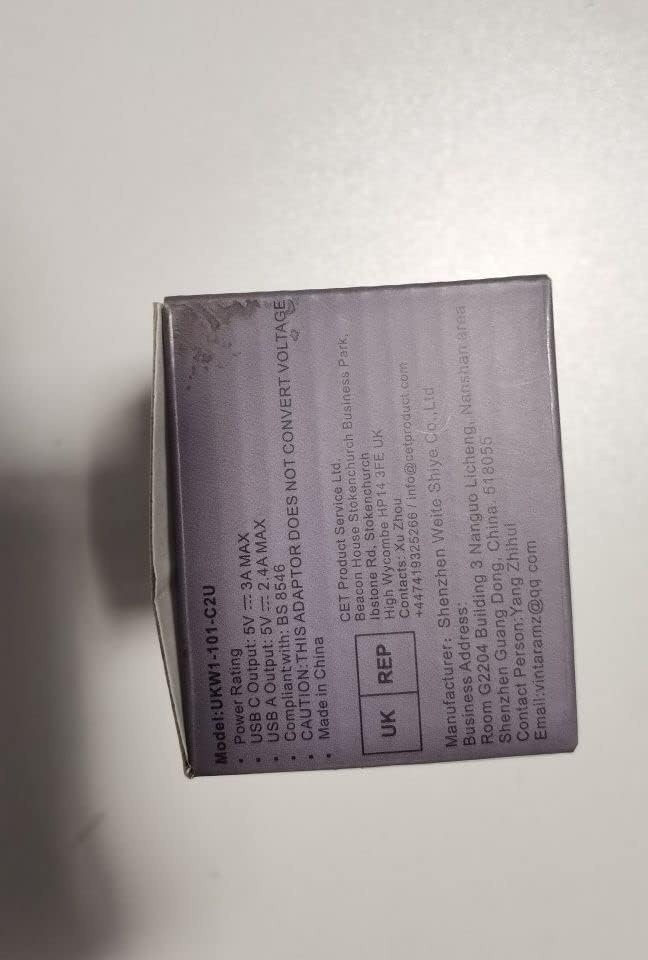 Model:UKW1-101-C2U
• Power Rating
• USB C Output: 5V ⎓ 3A MAX
• USB A Output: 5V ⎓ 2.4A MAX
• Compliant with: BS 8546
• CAUTION:THIS ADAPTOR DOES NOT CONVERT VOLTAGE
• Made in China
UK REP
CET Product Service Ltd.
Beacon House Stokenchurch Business Park,
Ibstone Rd, Stokenchurch
High Wycombe HP14 3FE UK
Contacts: Xu Zhou
+447419325266 / info@cetproduct.com
Manufacturer: Shenzhen Weite Shiye Co.,Ltd
Business Address:
Room G2204 Building 3 Nanguo Licheng, Nanshan area
Shenzhen Guang Dong, China. 518055
Contact Person:Yang Zhihui
Email:vintaramz@qq com